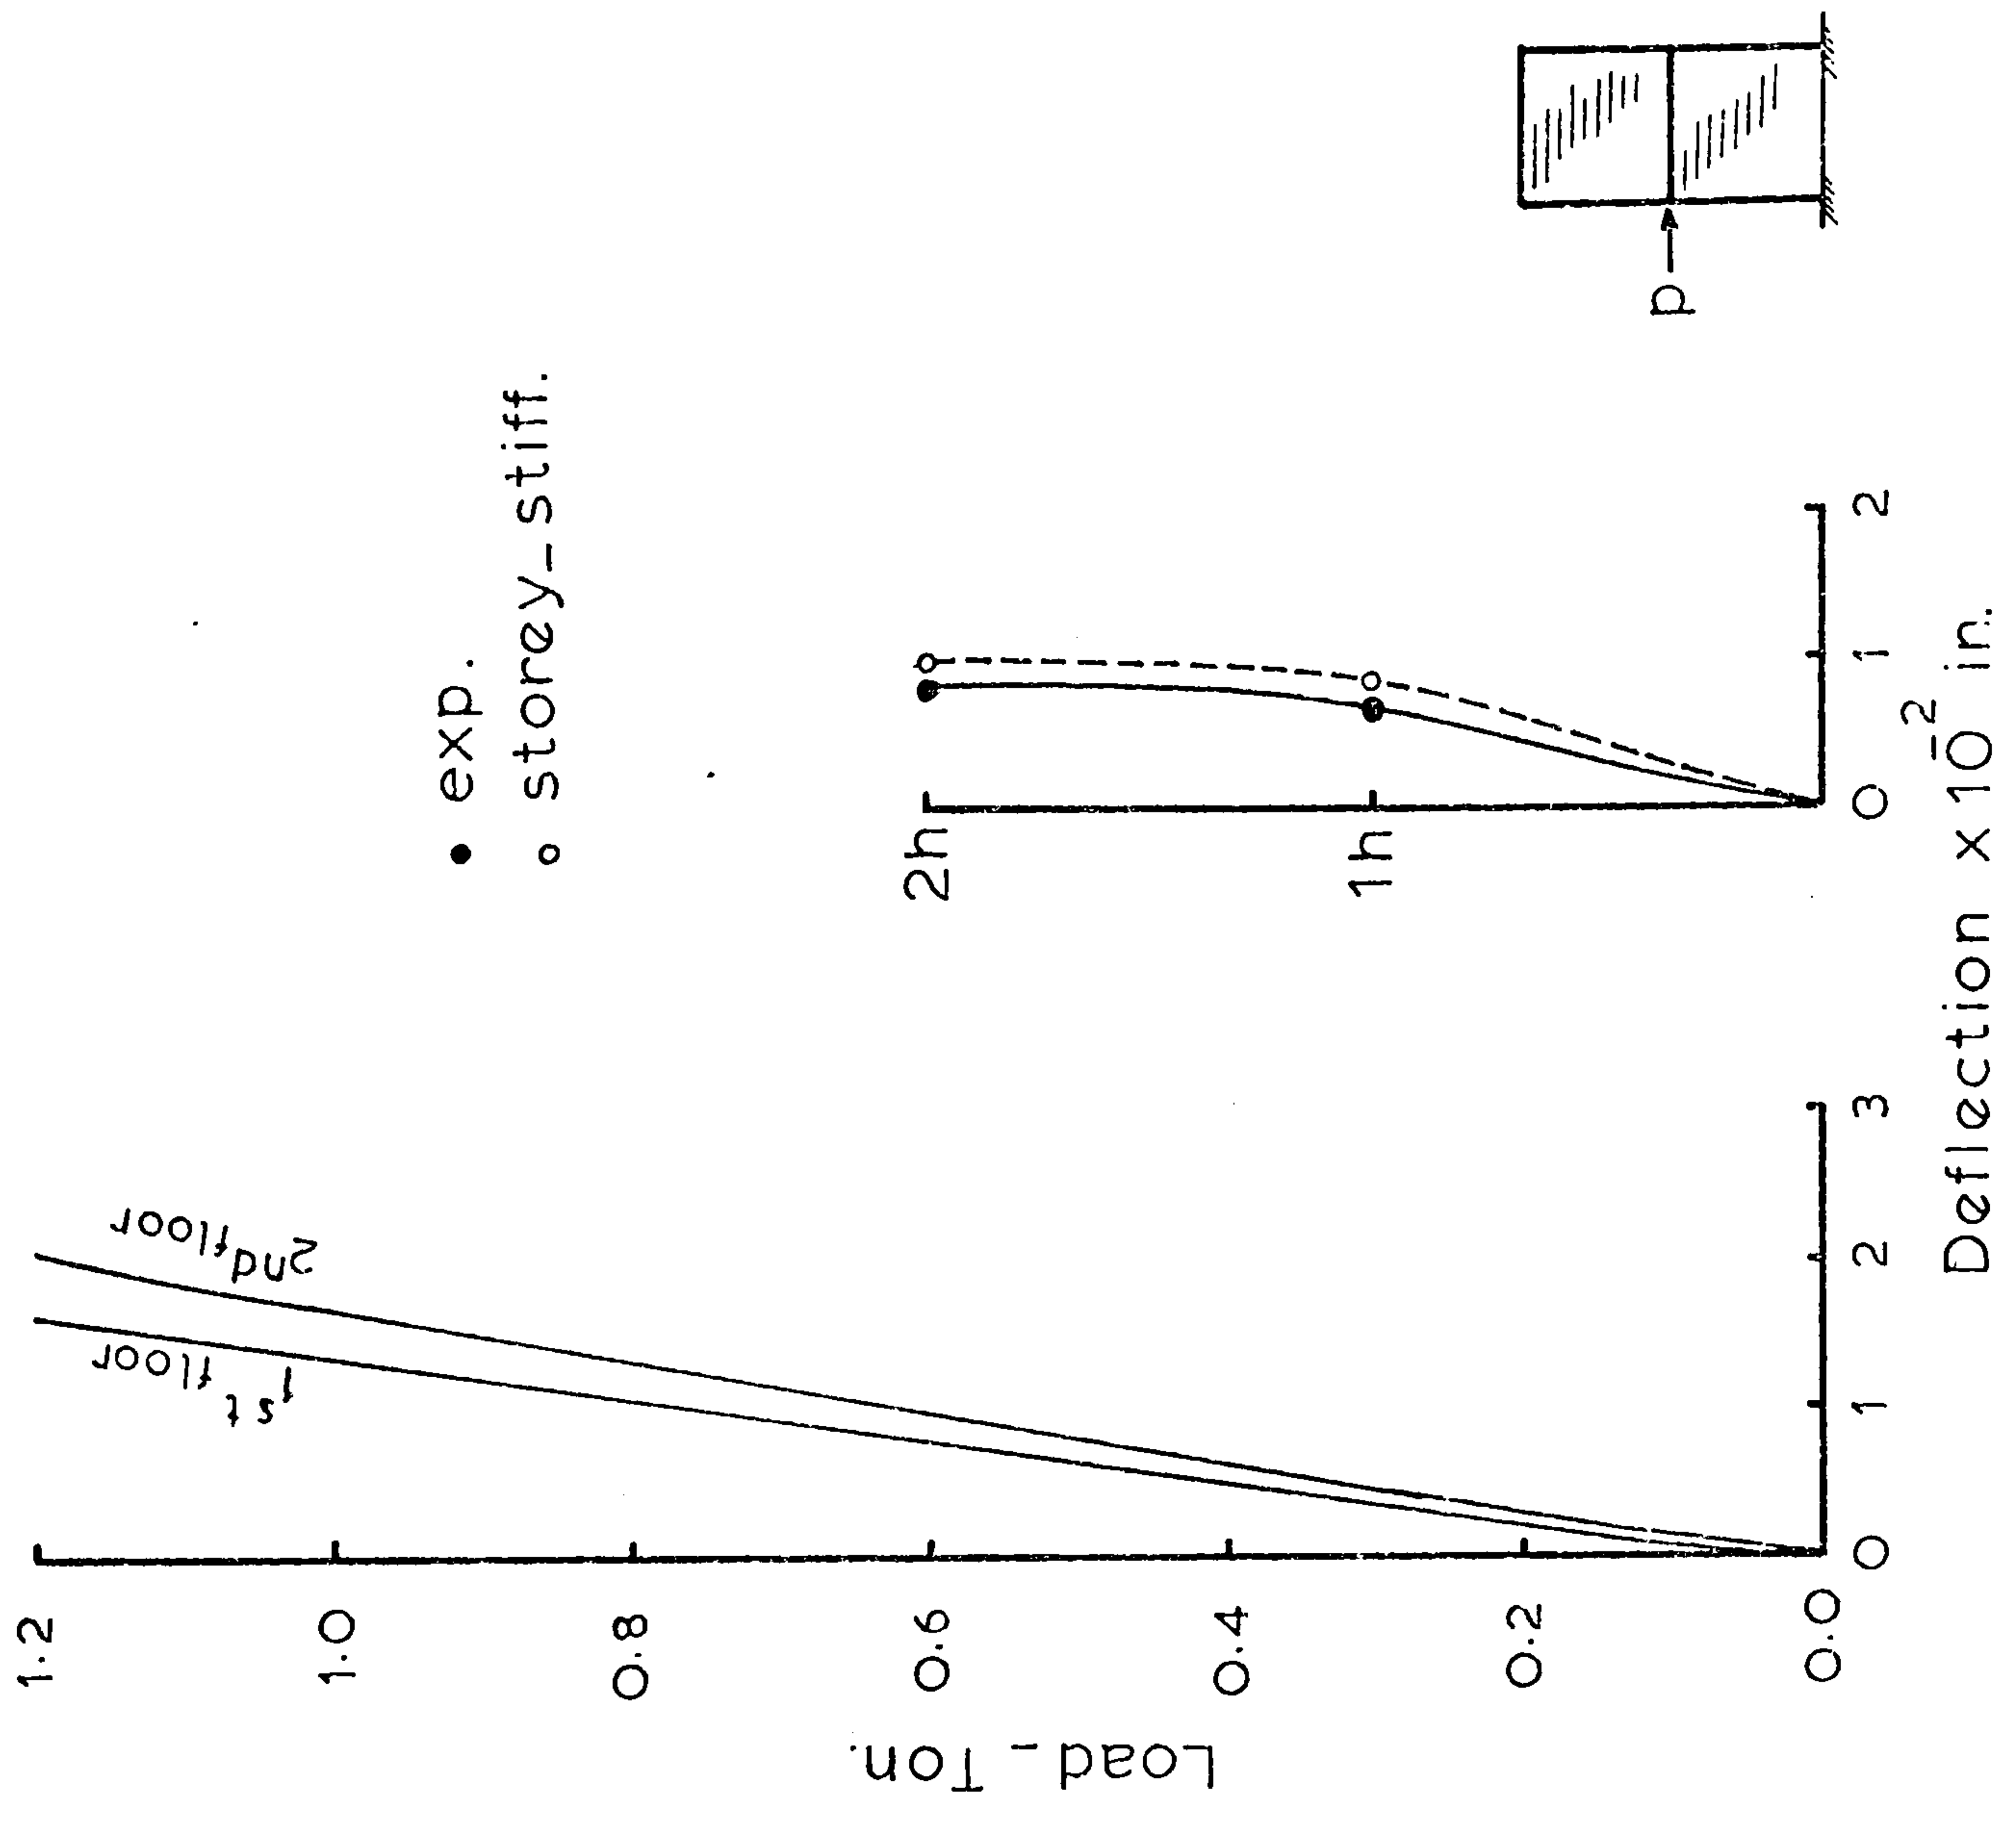 1.2
1.0
0.8
0.6
0.4
0.2
0.0
Load - Ton.
1st floor
2nd floor
0 1 2 3
exp.
storey-stiff.
2h
1h
0 1 2
Deflection x 10-2 in.
p